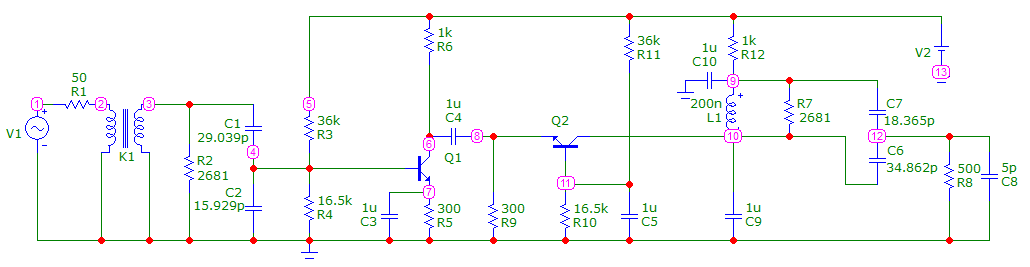 1
V1
50
R1
2
K1
3
R2
2681
C1
29.039p
4
C2
15.929p
5
36k
R3
16.5k
R4
1k
R6
6
Q1
7
1u
C3
300
R5
1u
C4
8
300
R9
Q2
11
16.5k
R10
36k
R11
1u
C5
1k
R12
1u
C10
9
200n
L1
10
1u
C9
R7
2681
C7
18.365p
12
C6
34.862p
500
R8
5p
C8
V2
13